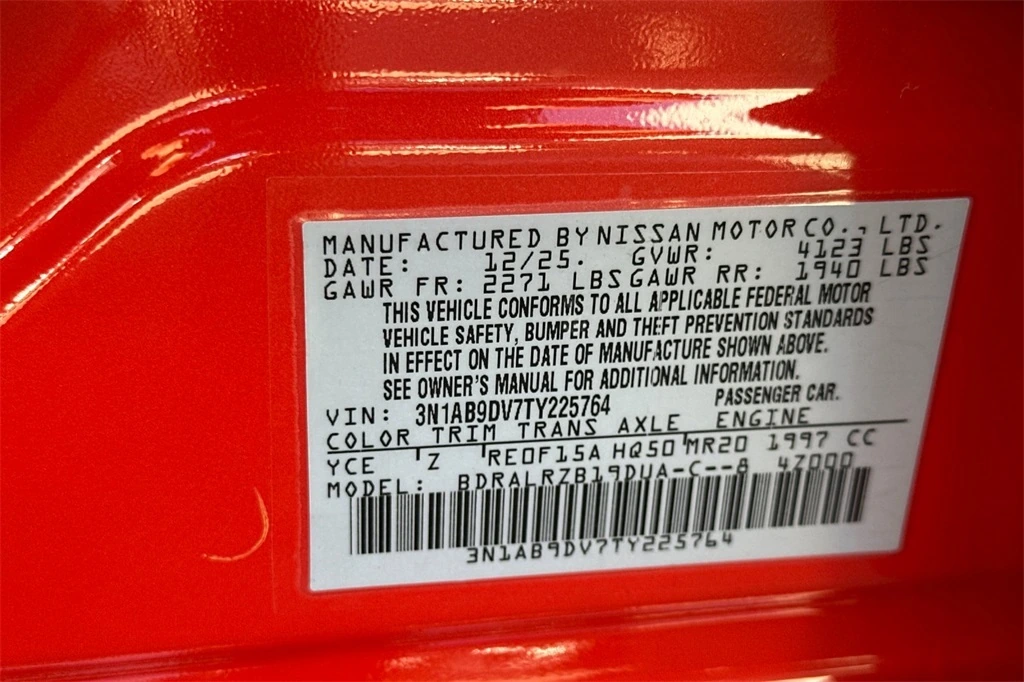 MANUFACTURED BY NISSAN MOTOR CO., LTD.
DATE: 12/25. GVWR: 4123 LBS
GAWR FR: 2271 LBS GAWR RR: 1940 LBS
THIS VEHICLE CONFORMS TO ALL APPLICABLE FEDERAL MOTOR
VEHICLE SAFETY, BUMPER AND THEFT PREVENTION STANDARDS
IN EFFECT ON THE DATE OF MANUFACTURE SHOWN ABOVE.
SEE OWNER'S MANUAL FOR ADDITIONAL INFORMATION.
VIN: 3N1AB9DV7TY225764 PASSENGER CAR.
COLOR TRIM TRANS AXLE ENGINE
YCE Z RE0F15A HQ50 MR20 1997 CC
MODEL: BDRALRZB19DUA-C--8 47000
3N1AB9DV7TY225764